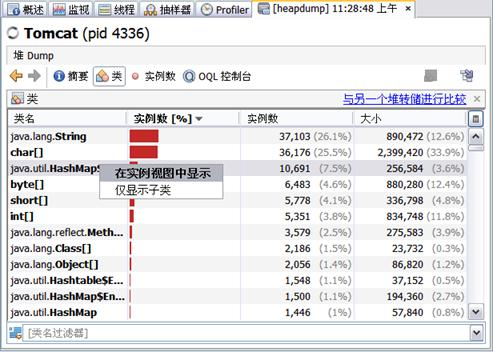 概述 监视 线程 抽样器 Profiler [heapdump] 11:28:48 上午
Tomcat (pid 4336)
堆 Dump
摘要 类 实例数 OQL 控制台
类 与另一个堆转储进行比较
类名 实例数 [%] 实例数 大小
java.lang.String 37,103 (26.1%) 890,472 (12.6%)
char[] 36,176 (25.5%) 2,399,420 (33.9%)
java.util.HashMap$ 10,691 (7.5%) 256,584 (3.6%)
在实例视图中显示
byte[] 6,483 (4.6%) 880,280 (12.4%)
仅显示子类
short[] 5,778 (4.1%) 336,798 (4.8%)
int[] 5,351 (3.8%) 834,748 (11.8%)
java.lang.reflect.Meth... 3,579 (2.5%) 275,583 (3.9%)
java.lang.Class[] 2,186 (1.5%) 23,732 (0.3%)
java.lang.Object[] 2,056 (1.4%) 86,820 (1.2%)
java.util.Hashtable$E... 1,548 (1.1%) 37,152 (0.5%)
java.util.HashMap$En... 1,500 (1.1%) 194,360 (2.7%)
java.util.HashMap 1,446 (1%) 57,840 (0.8%)
[类名过滤器]